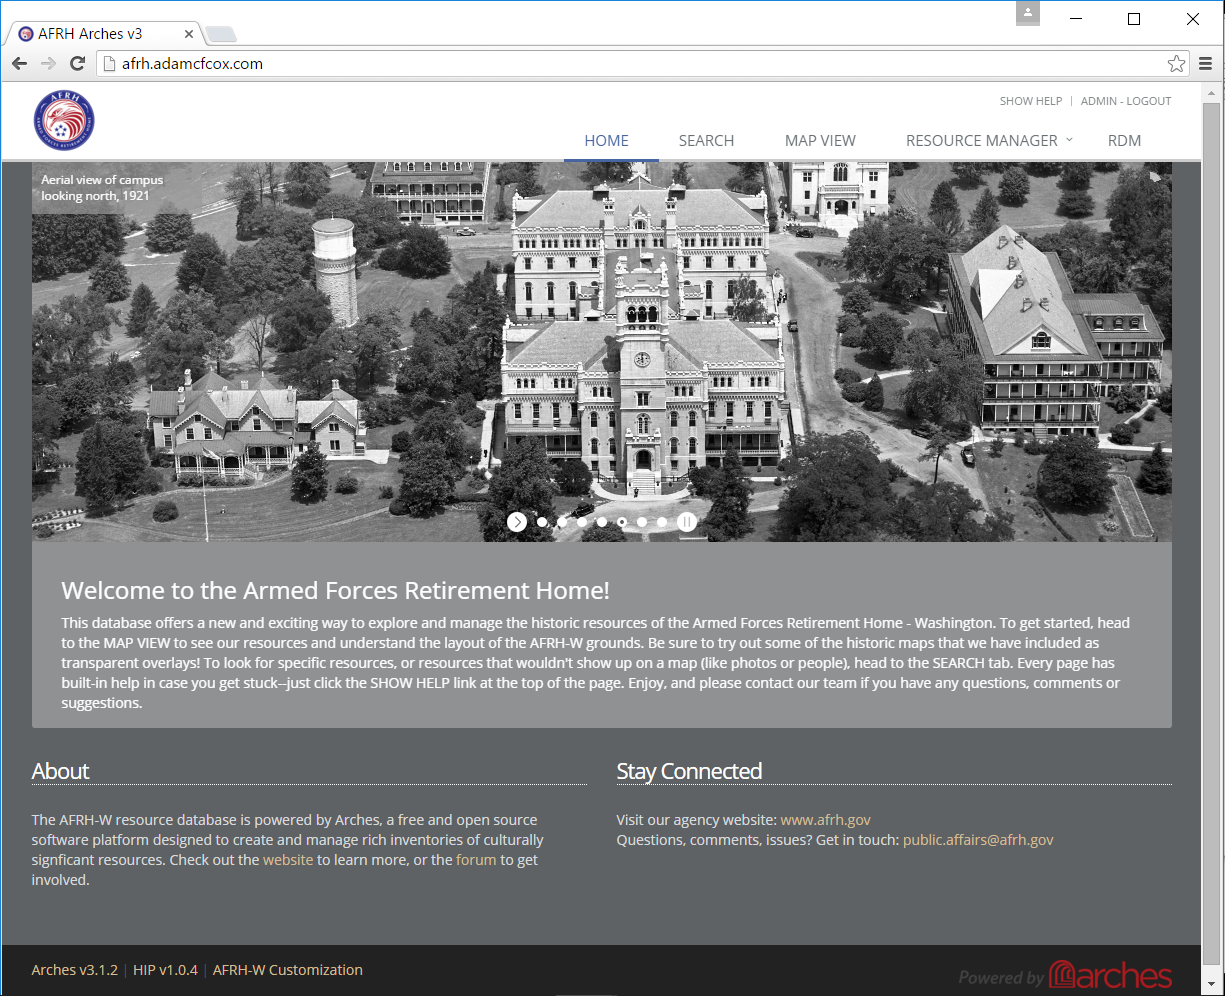 AFRH Arches v3
afrh.adamcfcox.com
AFRH
ARMED FORCES RETIREMENT HOME
SHOW HELP | ADMIN - LOGOUT
HOME SEARCH MAP VIEW RESOURCE MANAGER RDM
Aerial view of campus
looking north, 1921
Welcome to the Armed Forces Retirement Home!
This database offers a new and exciting way to explore and manage the historic resources of the Armed Forces Retirement Home - Washington. To get started, head
to the MAP VIEW to see our resources and understand the layout of the AFRH-W grounds. Be sure to try out some of the historic maps that we have included as
transparent overlays! To look for specific resources, or resources that wouldn't show up on a map (like photos or people), head to the SEARCH tab. Every page has
built-in help in case you get stuck--just click the SHOW HELP link at the top of the page. Enjoy, and please contact our team if you have any questions, comments or
suggestions.
About
The AFRH-W resource database is powered by Arches, a free and open source
software platform designed to create and manage rich inventories of culturally
signficant resources. Check out the website to learn more, or the forum to get
involved.
Stay Connected
Visit our agency website: www.afrh.gov
Questions, comments, issues? Get in touch: public.affairs@afrh.gov
Arches v3.1.2 | HIP v1.0.4 | AFRH-W Customization
Powered by arches